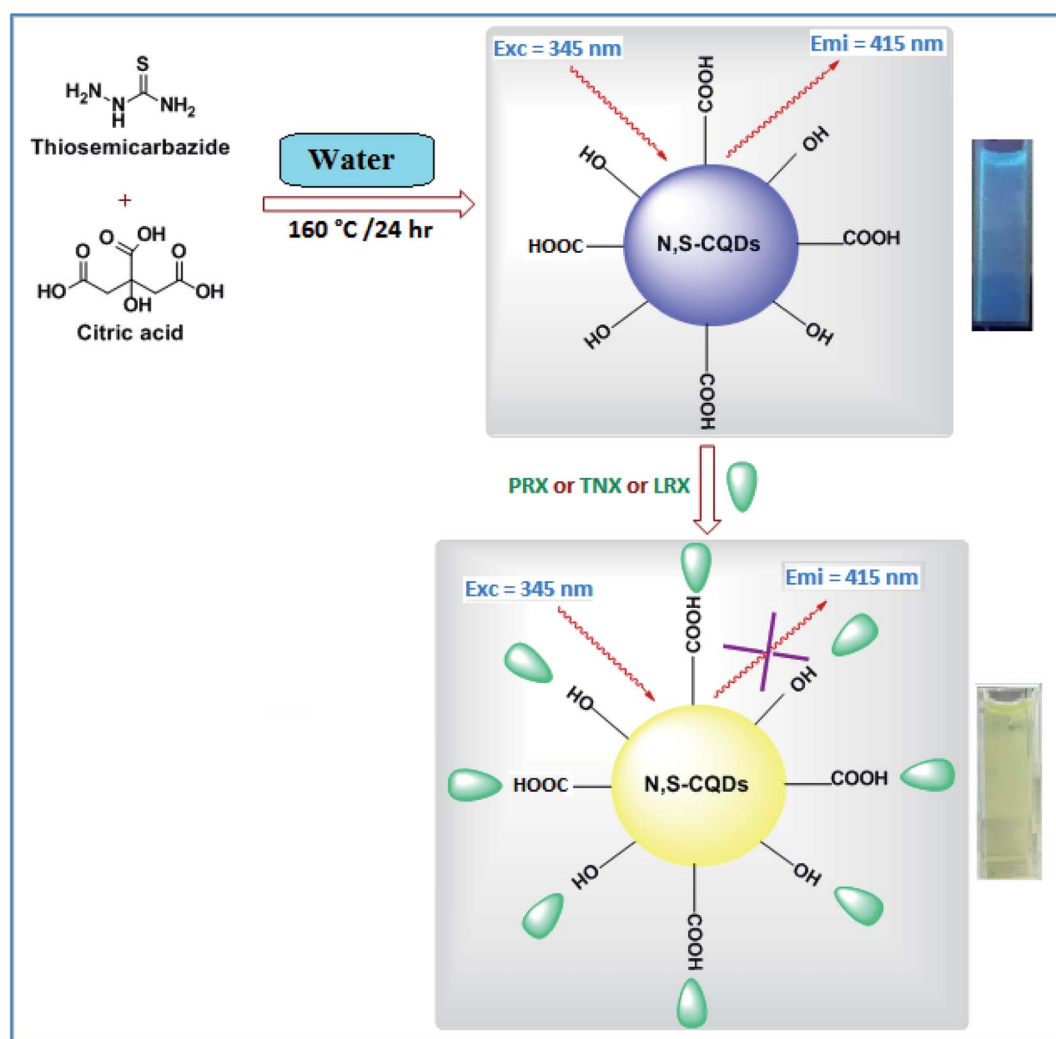 Exc = 345 nm
Emi = 415 nm
S
H₂N
N
H
NH₂
Thiosemicarbazide
+
O
OH
O
O
HO
OH
OH
Citric acid
Water
160 °C /24 hr
COOH
HO
OH
HOOC
N,S-CQDs
COOH
HO
OH
COOH
PRX or TNX or LRX
Exc = 345 nm
Emi = 415 nm
COOH
HO
OH
HOOC
N,S-CQDs
COOH
HO
OH
COOH